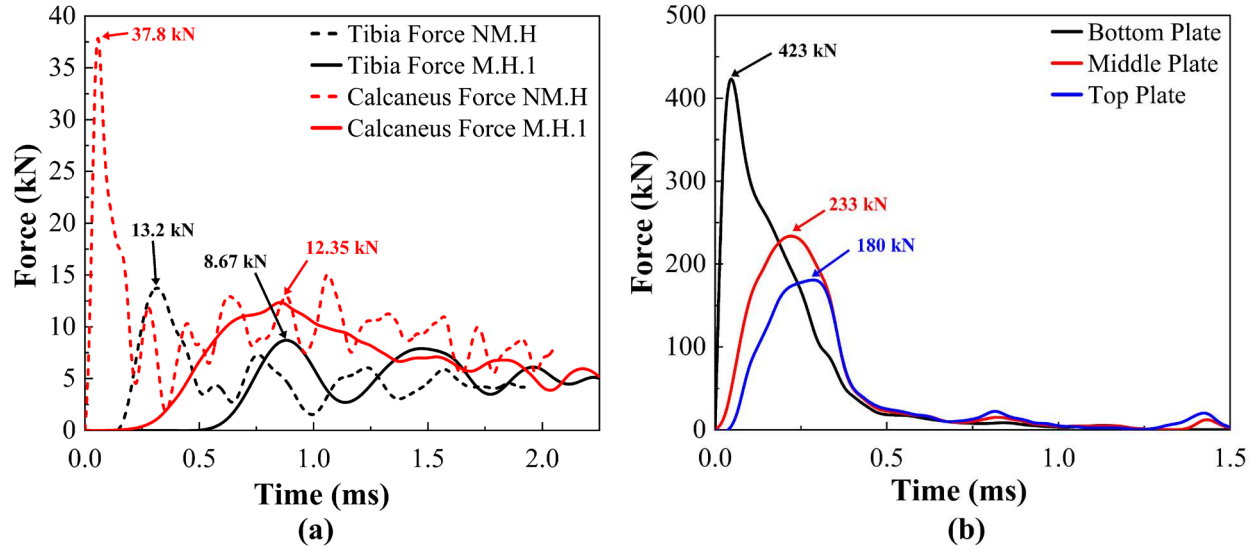 40
35
30
25
20
15
10
5
0
Force (kN)
37.8 kN
13.2 kN
8.67 kN
12.35 kN
Tibia Force NM.H
Tibia Force M.H.1
Calcaneus Force NM.H
Calcaneus Force M.H.1
0.0 0.5 1.0 1.5 2.0
Time (ms)
(a)
500
400
300
200
100
0
Force (kN)
423 kN
233 kN
180 kN
Bottom Plate
Middle Plate
Top Plate
0.0 0.5 1.0 1.5
Time (ms)
(b)